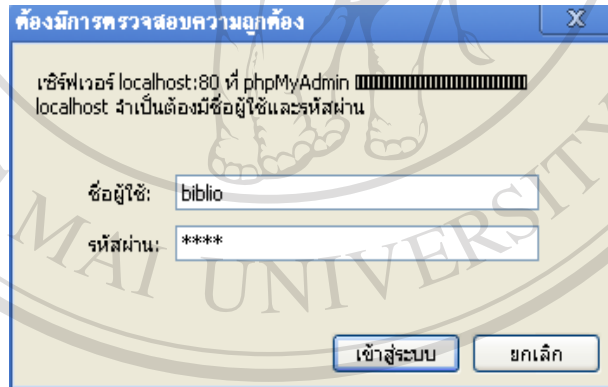 ต้องมีการตรวจสอบความถูกต้อง
X
เซิร์ฟเวอร์ localhost:80 ที่ phpMyAdmin
localhost จำเป็นต้องมีชื่อผู้ใช้และรหัสผ่าน
ชื่อผู้ใช้: biblio
รหัสผ่าน: ****
MAI UNIVERSITY
เข้าสู่ระบบ ยกเลิก